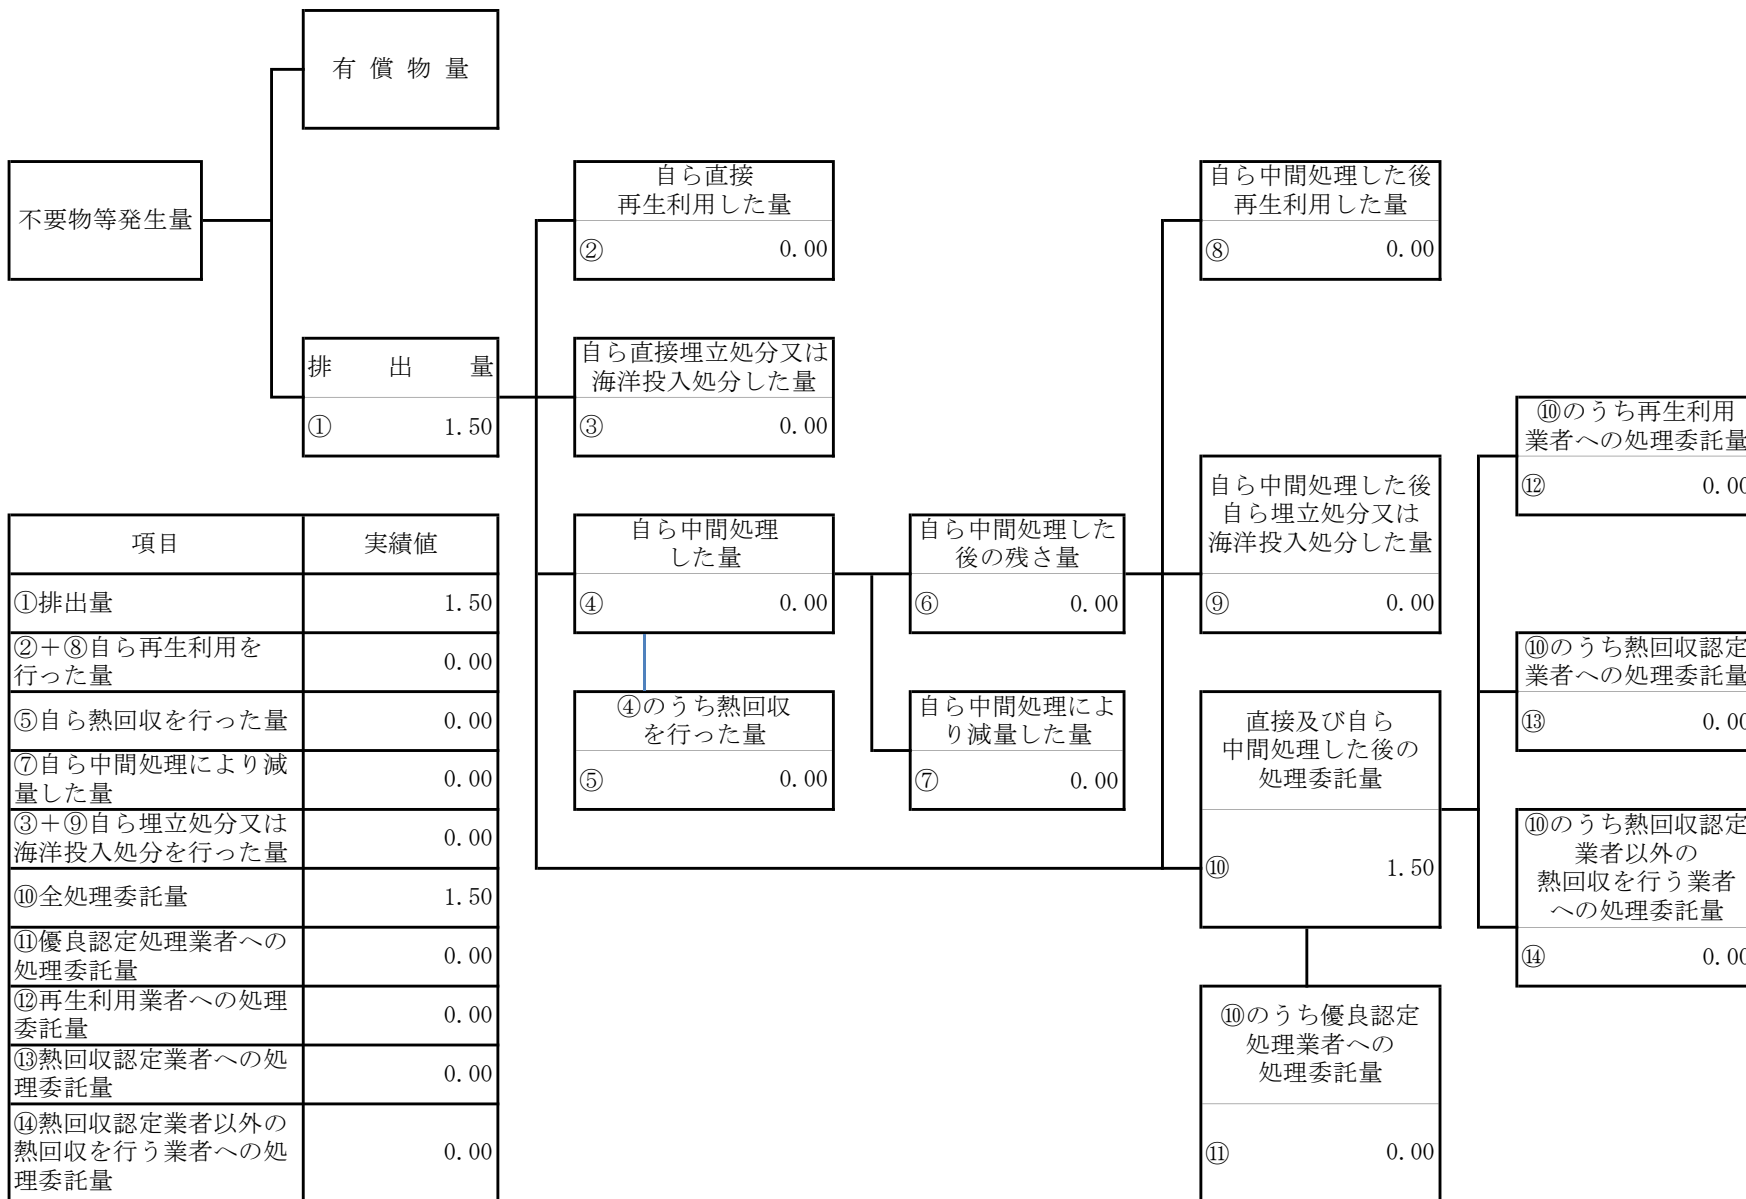 有償物量
不要物等発生量
自ら直接
再生利用した量
② 0.00
自ら中間処理した後
再生利用した量
⑧ 0.00
排出量
① 1.50
自ら直接埋立処分又は
海洋投入処分した量
③ 0.00
⑩のうち再生利用
業者への処理委託量
⑫ 0.00
自ら中間処理した後
自ら埋立処分又は
海洋投入処分した量
⑨ 0.00
自ら中間処理
した量
④ 0.00
自ら中間処理した
後の残さ量
⑥ 0.00
⑩のうち熱回収認定
業者への処理委託量
⑬ 0.00
④のうち熱回収
を行った量
⑤ 0.00
自ら中間処理によ
り減量した量
⑦ 0.00
直接及び自ら
中間処理した後の
処理委託量
⑩ 1.50
⑩のうち熱回収認定
業者以外の
熱回収を行う業者
への処理委託量
⑭ 0.00
⑩のうち優良認定
処理業者への
処理委託量
⑪ 0.00
項目 実績値
①排出量 1.50
②+⑧自ら再生利用を
行った量 0.00
⑤自ら熱回収を行った量 0.00
⑦自ら中間処理により減
量した量 0.00
③+⑨自ら埋立処分又は
海洋投入処分を行った量 0.00
⑩全処理委託量 1.50
⑪優良認定処理業者への
処理委託量 0.00
⑫再生利用業者への処理
委託量 0.00
⑬熱回収認定業者への処
理委託量 0.00
⑭熱回収認定業者以外の
熱回収を行う業者への処
理委託量 0.00